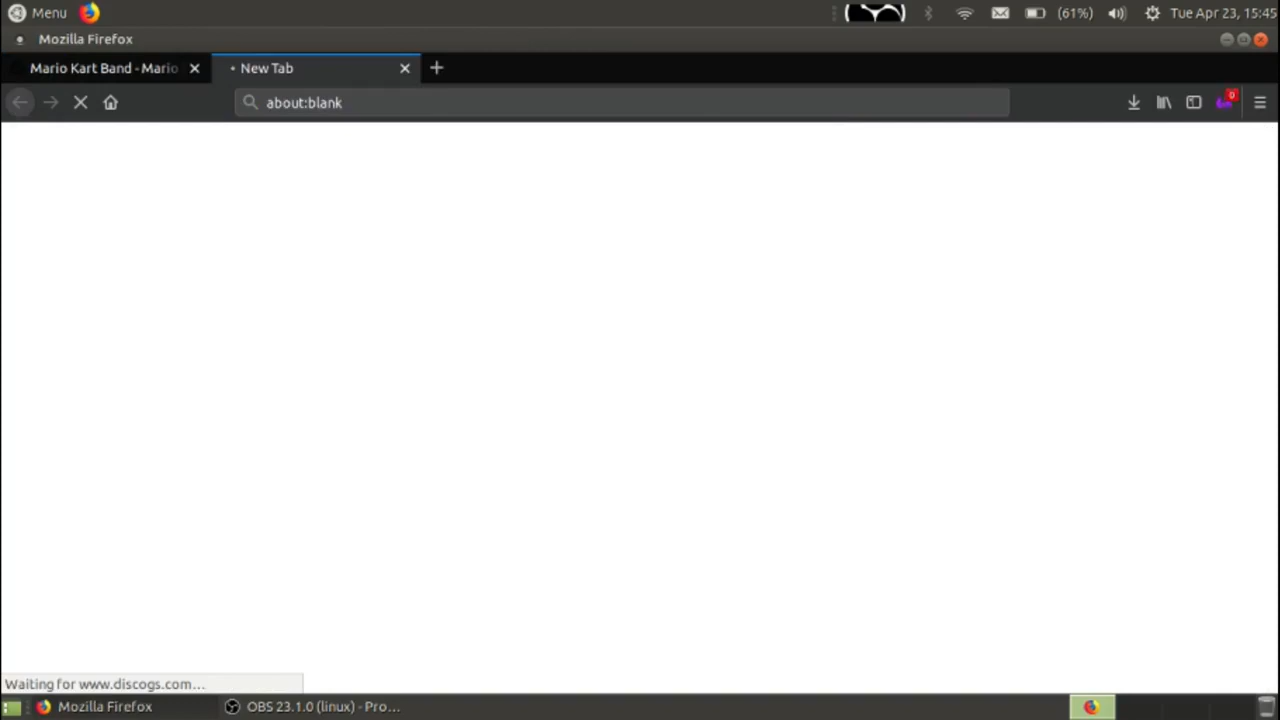 Menu
(61%)
Tue Apr 23, 15:45
Mozilla Firefox
Mario Kart Band - Mario
New Tab
about:blank
0
Waiting for www.discogs.com...
Mozilla Firefox
OBS 23.1.0 (linux) - Pro...